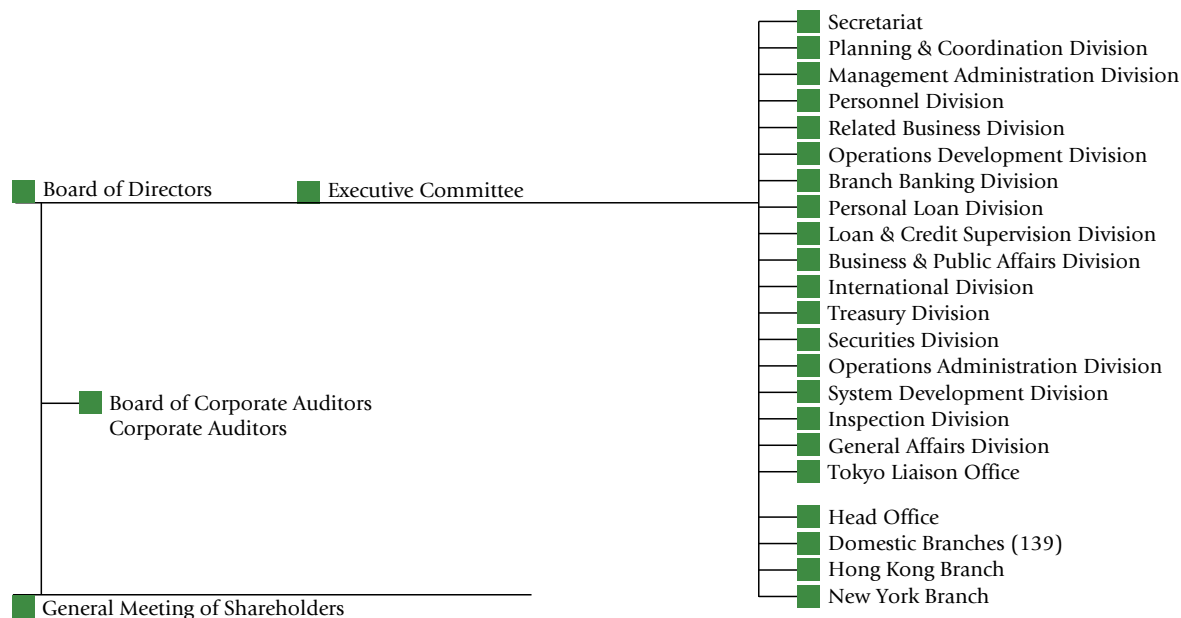 Secretariat
Planning & Coordination Division
Management Administration Division
Personnel Division
Related Business Division
Operations Development Division
Board of Directors
Executive Committee
Branch Banking Division
Personal Loan Division
Loan & Credit Supervision Division
Business & Public Affairs Division
International Division
Treasury Division
Securities Division
Operations Administration Division
System Development Division
Board of Corporate Auditors
Corporate Auditors
Inspection Division
General Affairs Division
Tokyo Liaison Office
Head Office
Domestic Branches (139)
Hong Kong Branch
New York Branch
General Meeting of Shareholders